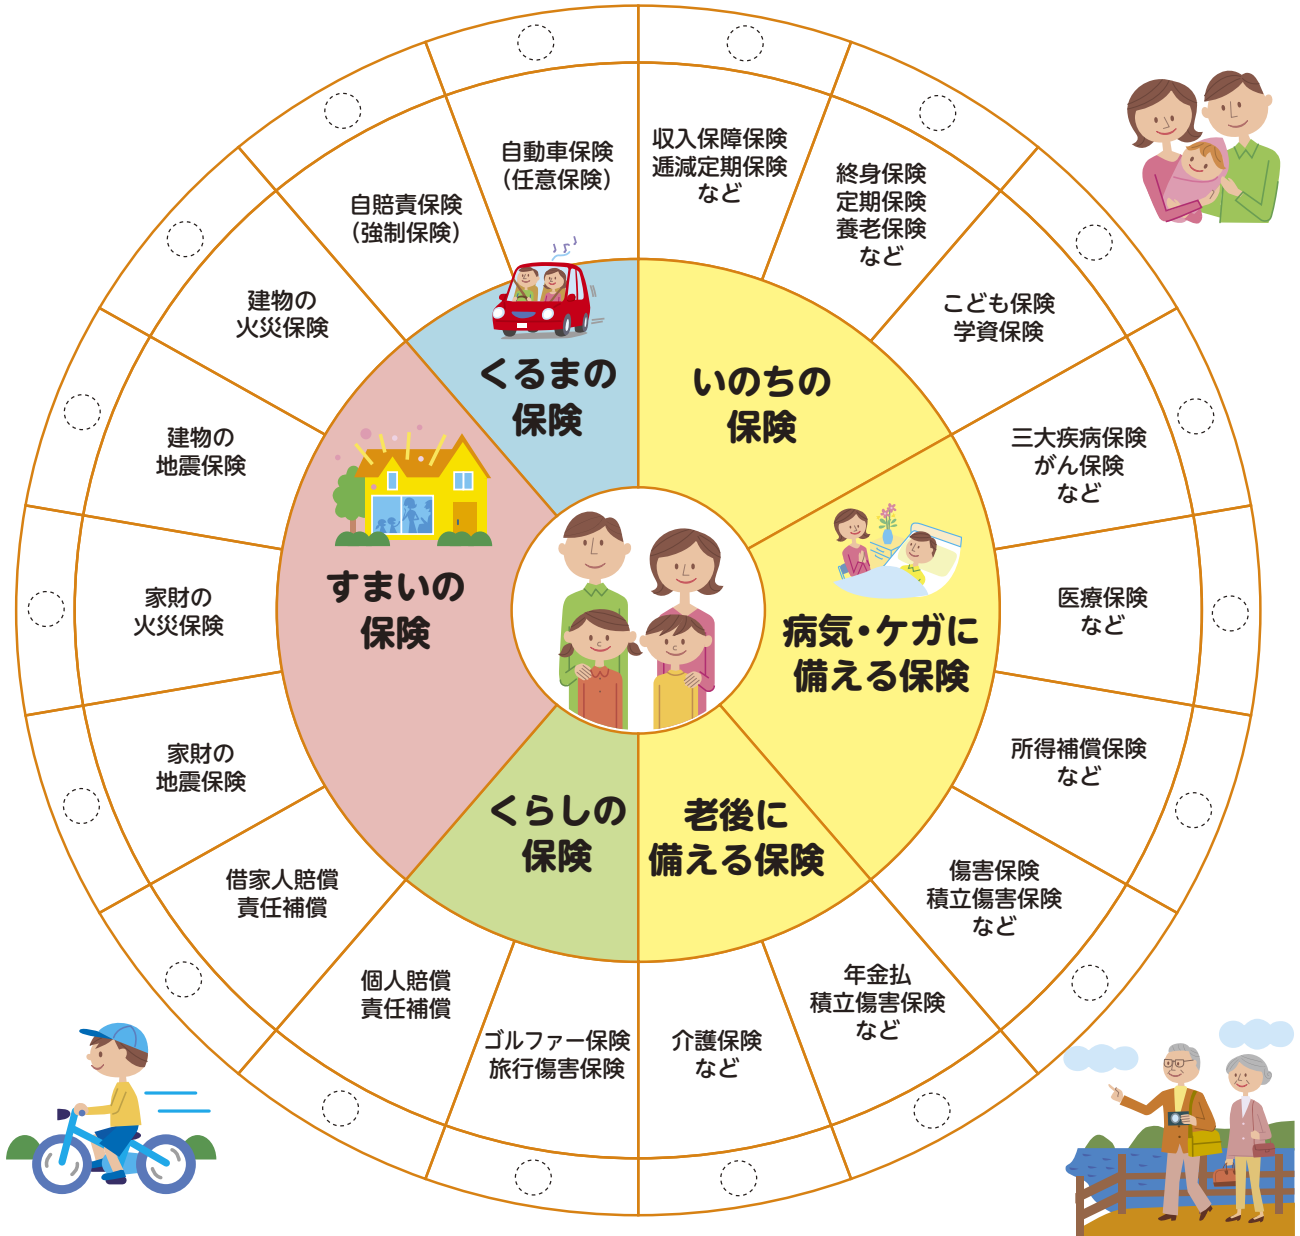 収入保障保険
逓減定期保険
など
終身保険
定期保険
養老保険
など
こども保険
学資保険
三大疾病保険
がん保険
など
医療保険
など
所得補償保険
など
傷害保険
積立傷害保険
など
年金払
積立傷害保険
など
介護保険
など
ゴルファー保険
旅行傷害保険
個人賠償
責任補償
借家人賠償
責任補償
家財の
地震保険
家財の
火災保険
建物の
地震保険
建物の
火災保険
自賠責保険
（強制保険）
自動車保険
（任意保険）
いのちの
保険
病気・ケガに
備える保険
老後に
備える保険
くらしの
保険
すまいの
保険
くるまの
保険